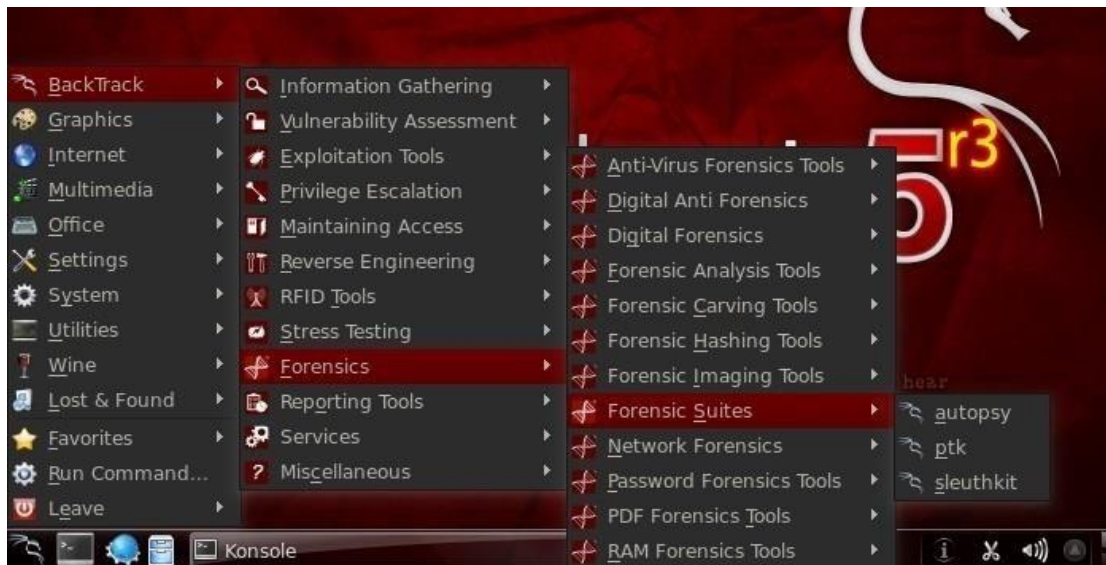 BackTrack
Graphics
Internet
Multimedia
Office
Settings
System
Utilities
Wine
Lost & Found
Favorites
Run Command...
Leave
Information Gathering
Vulnerability Assessment
Exploitation Tools
Privilege Escalation
Maintaining Access
Reverse Engineering
RFID Tools
Stress Testing
Forensics
Reporting Tools
Services
Miscellaneous
Anti-Virus Forensics Tools
Digital Anti Forensics
Digital Forensics
Forensic Analysis Tools
Forensic Carving Tools
Forensic Hashing Tools
Forensic Imaging Tools
Forensic Suites
Network Forensics
Password Forensics Tools
PDF Forensics Tools
RAM Forensics Tools
autopsy
ptk
sleuthkit
5 r3
hear
Konsole